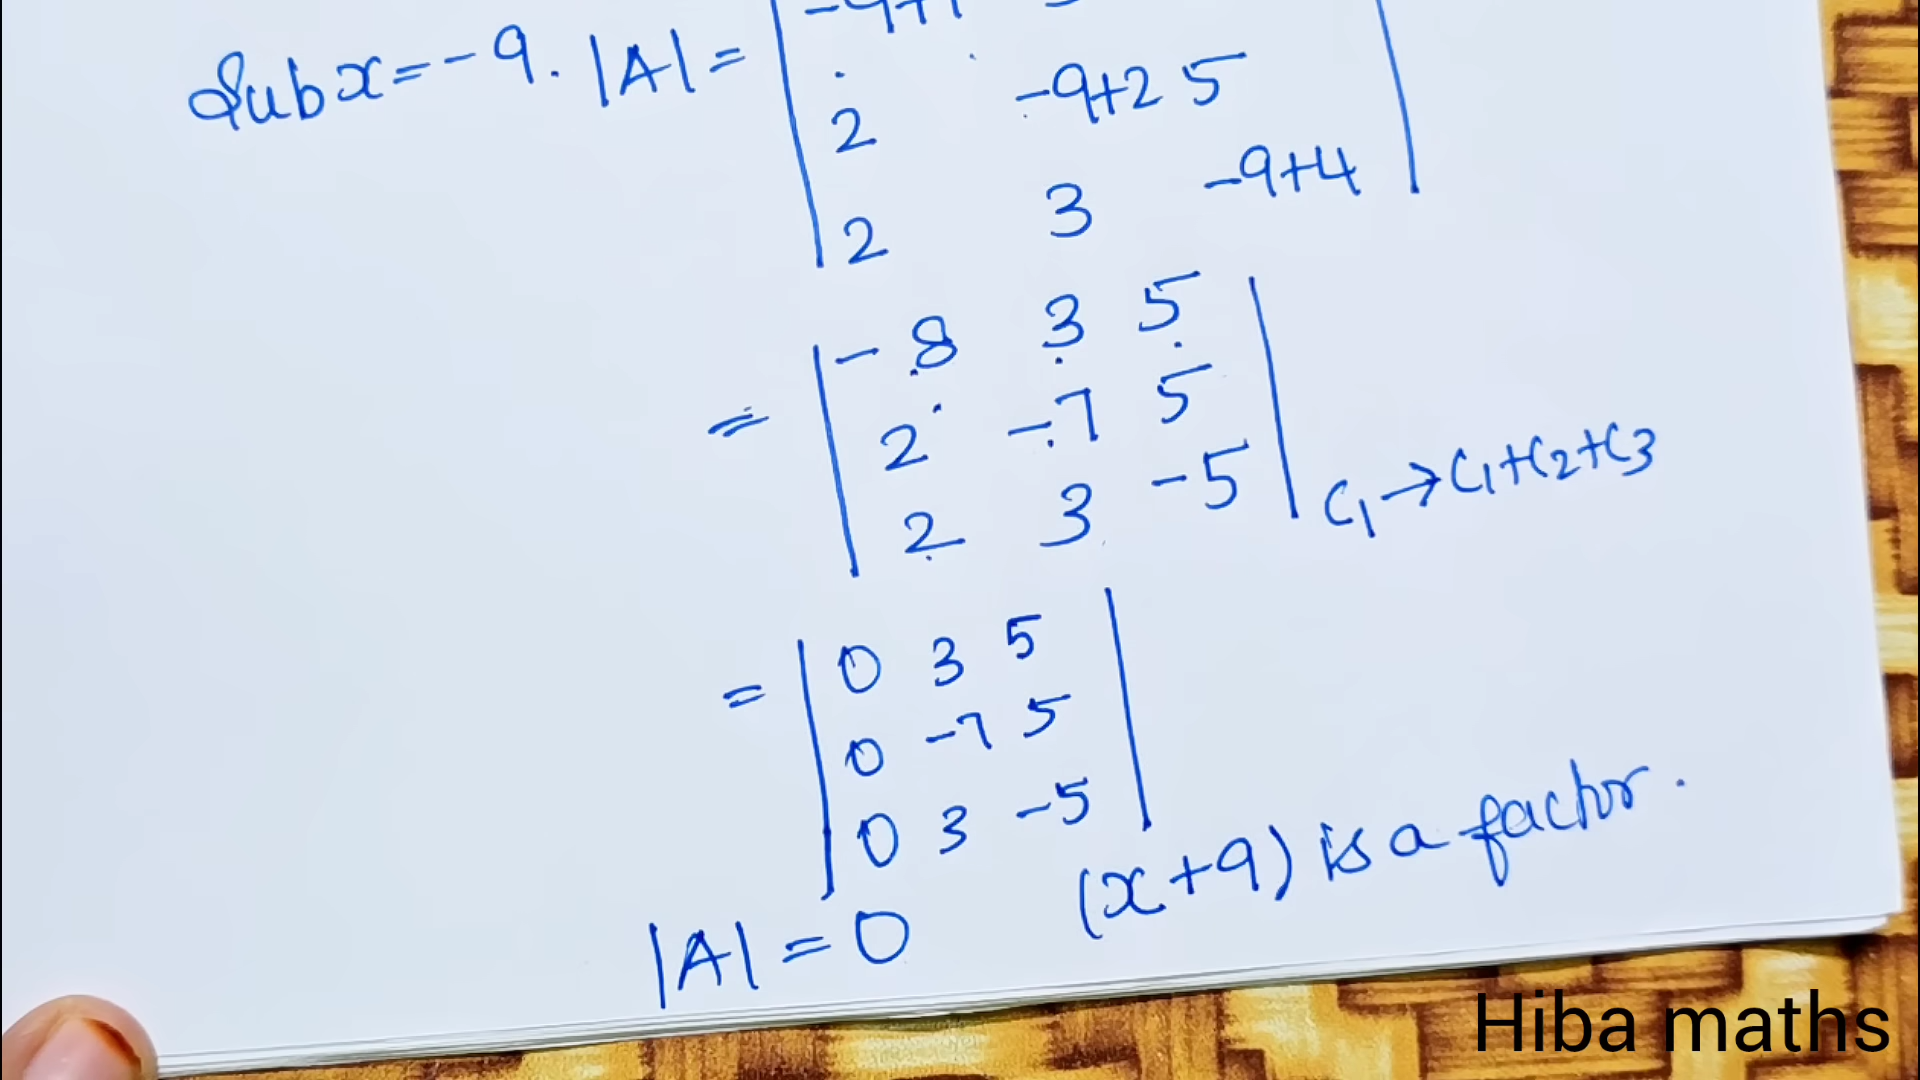 Sub x=-9. |A| =
2 -9+2 5
2 3 -9+4
= | -8 3 5 |
2 -7 5
2 3 -5 | C1→C1+C2+C3
= | 0 3 5 |
0 -7 5
0 3 -5
|A| = 0 (x+9) is a factor.
Hiba maths